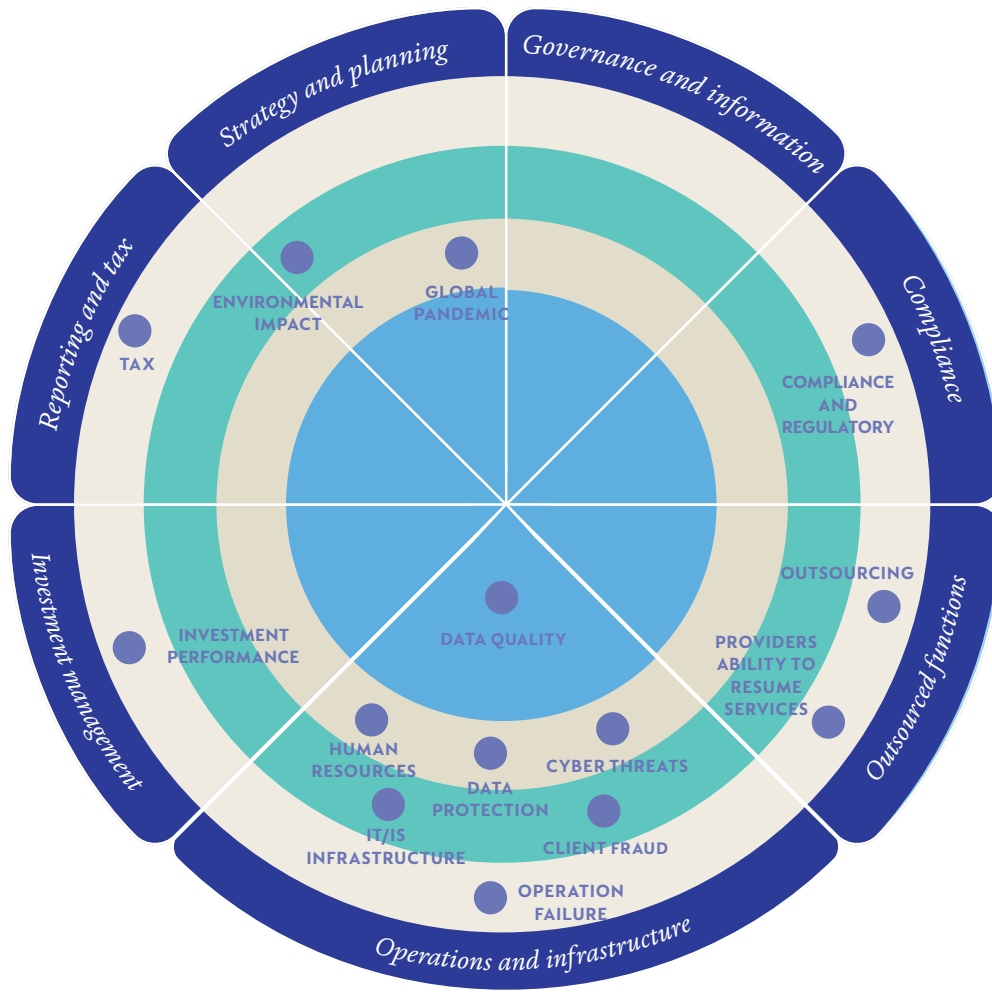 Strategy and planning
Governance and information
Reporting and tax
Compliance
ENVIRONMENTAL
IMPACT
GLOBAL
PANDEMIC
TAX
COMPLIANCE
AND
REGULATORY
Investment management
Outsourced functions
OUTSOURCING
INVESTMENT
PERFORMANCE
DATA QUALITY
PROVIDERS
ABILITY TO
RESUME
SERVICES
HUMAN
RESOURCES
DATA
PROTECTION
CYBER THREATS
IT/IS
INFRASTRUCTURE
CLIENT FRAUD
OPERATION
FAILURE
Operations and infrastructure